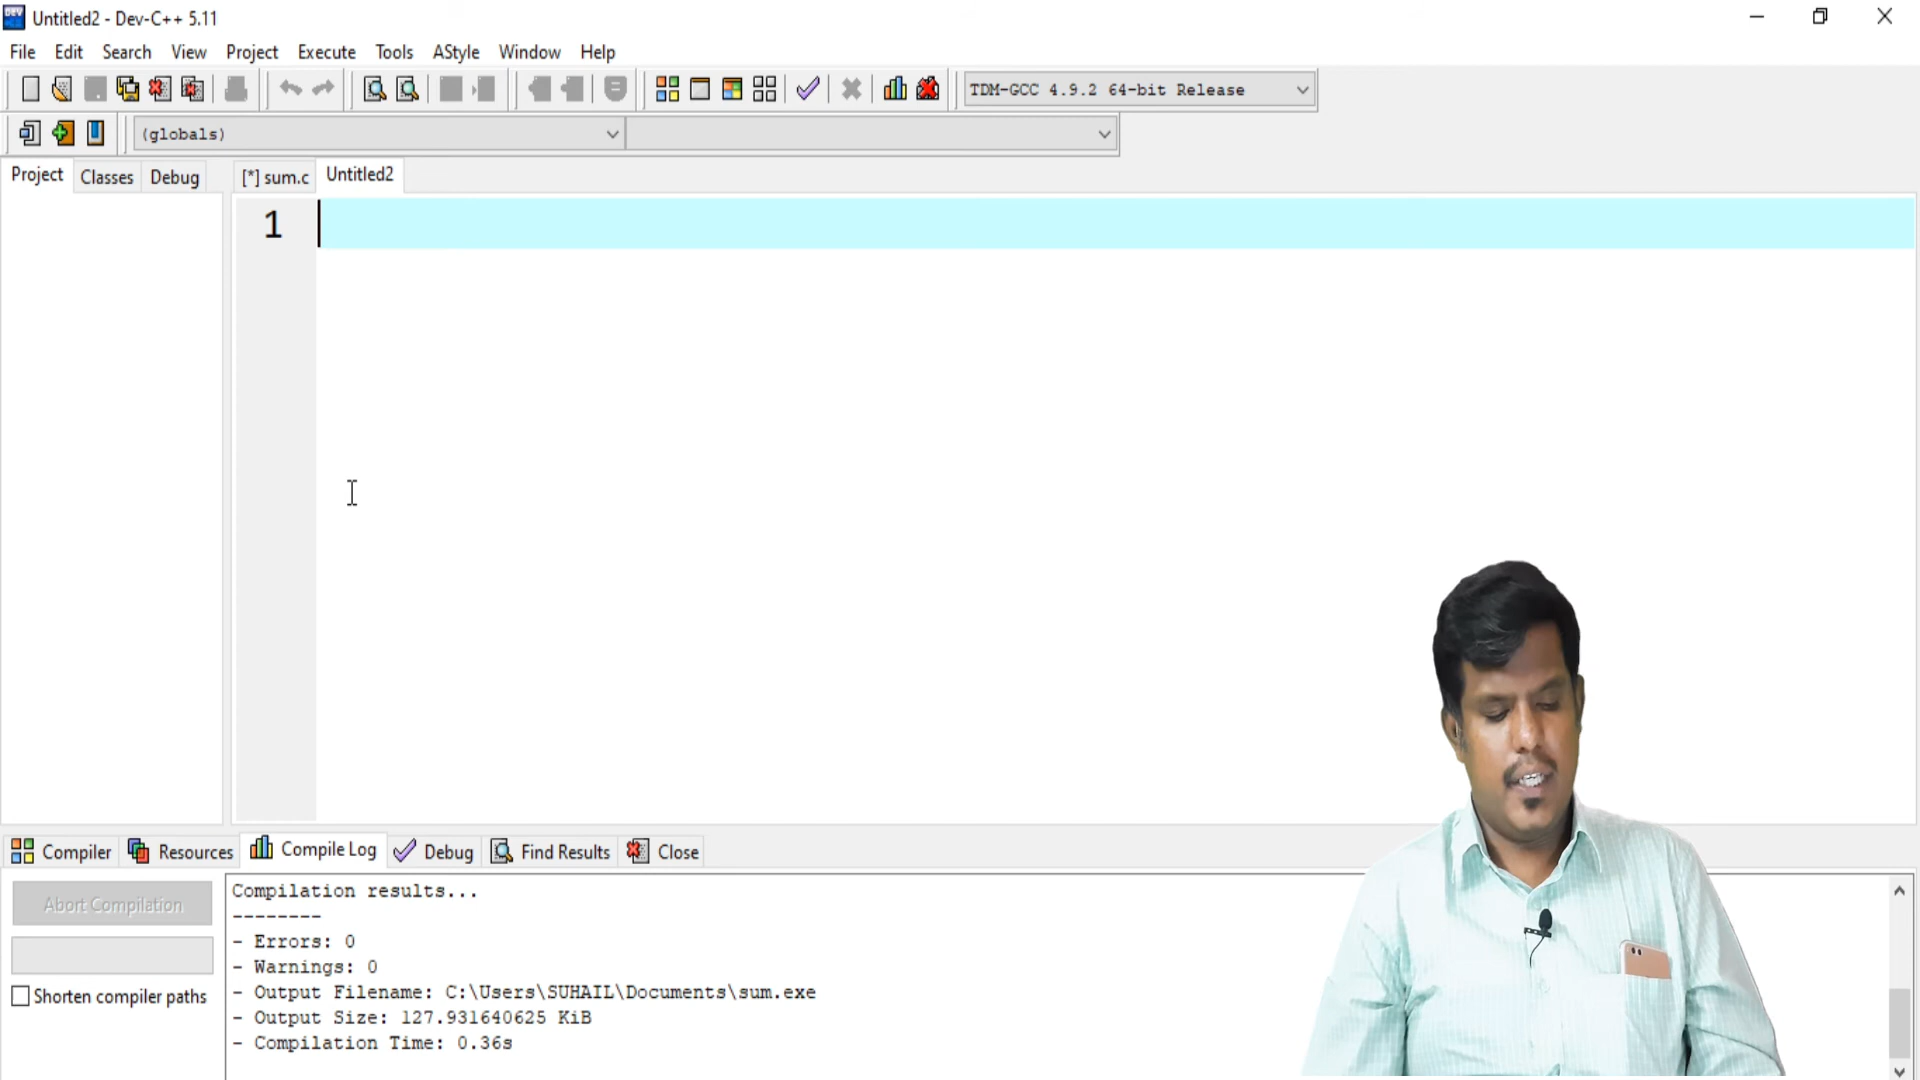 Untitled2 - Dev-C++ 5.11
File Edit Search View Project Execute Tools AStyle Window Help
TDM-GCC 4.9.2 64-bit Release
(globals)
Project Classes Debug [*] sum.c Untitled2
1
Compiler Resources Compile Log Debug Find Results Close
Abort Compilation
Shorten compiler paths
Compilation results...
--------
- Errors: 0
- Warnings: 0
- Output Filename: C:\Users\SUHAIL\Documents\sum.exe
- Output Size: 127.931640625 KiB
- Compilation Time: 0.36s